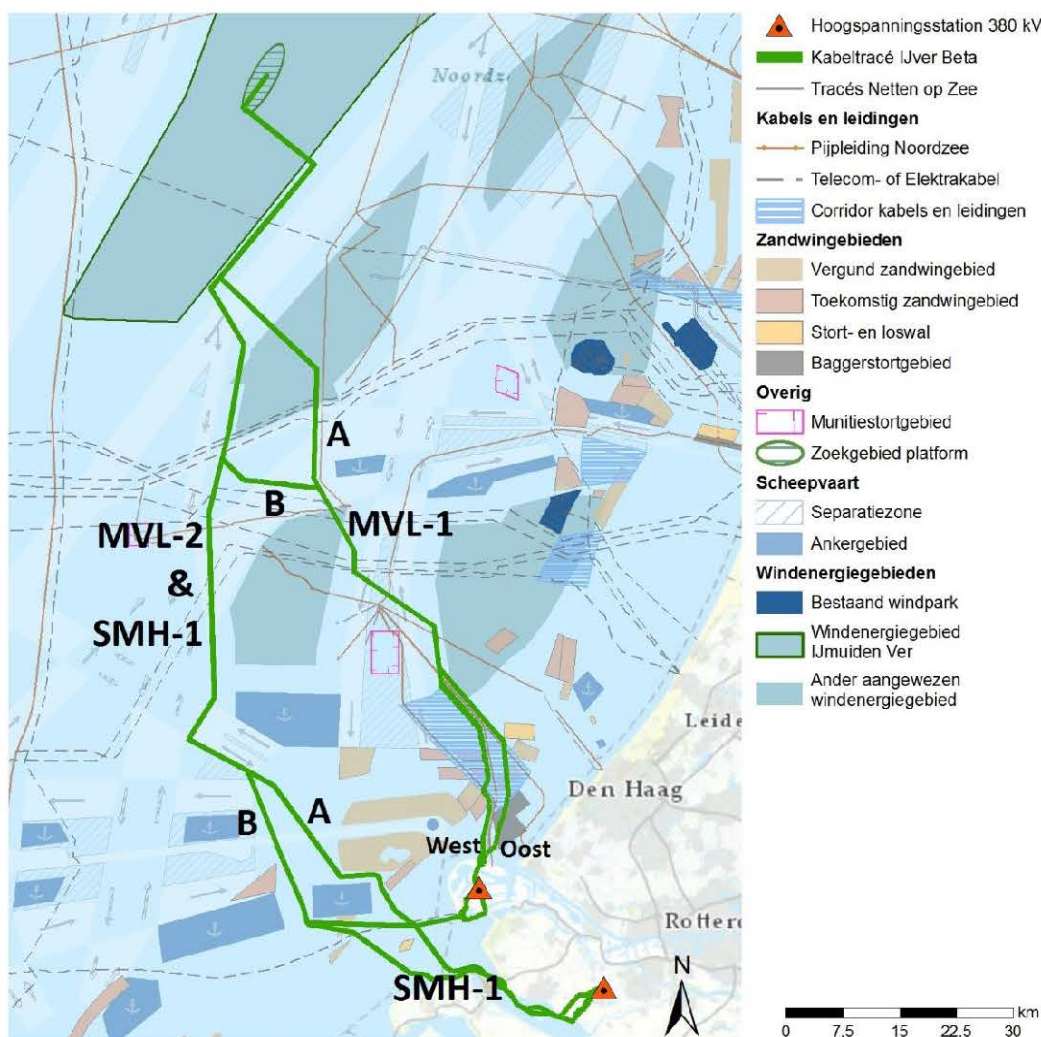 Noordze
A
B
MVL-1
MVL-2
&
SMH-1
Leide
Den Haag
A
B
West
Oost
Rottero
SMH-1
N
Hoogspanningsstation 380 kV
Kabeltracé IJver Beta
Tracés Netten op Zee
Kabels en leidingen
Pijpleiding Noordzee
Telecom- of Elektrakabel
Corridor kabels en leidingen
Zandwingebieden
Vergund zandwingebied
Toekomstig zandwingebied
Stort- en loswal
Baggerstortgebied
Overig
Munitiestortgebied
Zoekgebied platform
Scheepvaart
Separatiezone
Ankergebied
Windenergiegebieden
Bestaand windpark
Windenergiegebied
IJmuiden Ver
Ander aangewezen
windenergiegebied
km
0 7.5 15 22.5 30